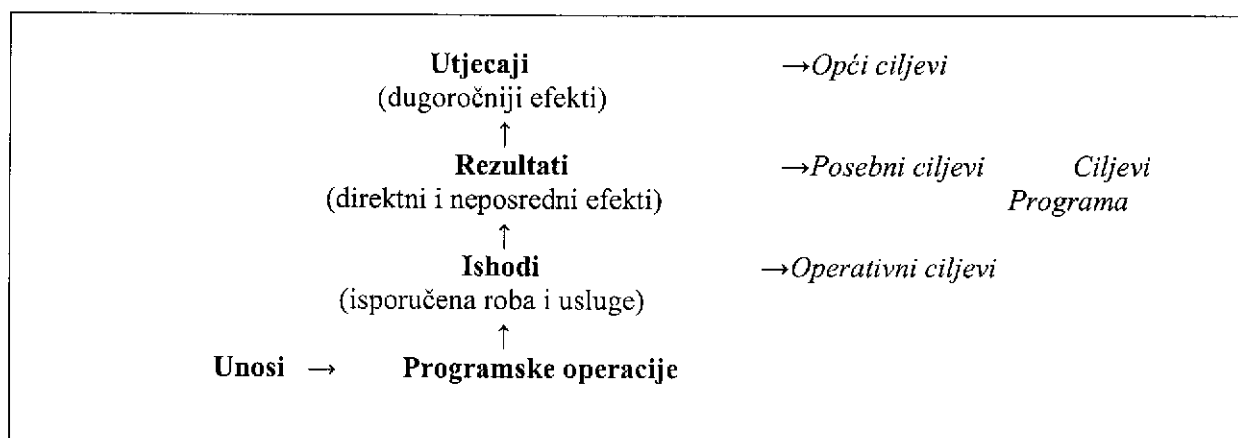 Utjecaji →Opći ciljevi
(dugoročniji efekti)
↑
Rezultati →Posebni ciljevi Ciljevi
(direktni i neposredni efekti) Programa
↑
Ishodi →Operativni ciljevi
(isporučena roba i usluge)
↑
Unosi → Programske operacije